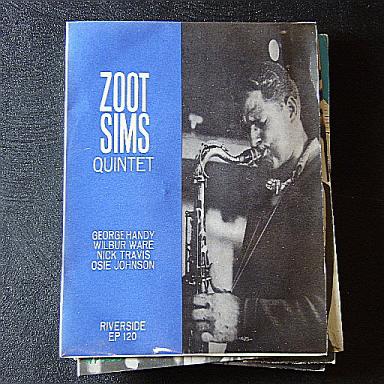 ZOOT
SIMS
QUINTET
GEORGE HANDY
WILBUR WARE
NICK TRAVIS
OSIE JOHNSON
RIVERSIDE
EP 120